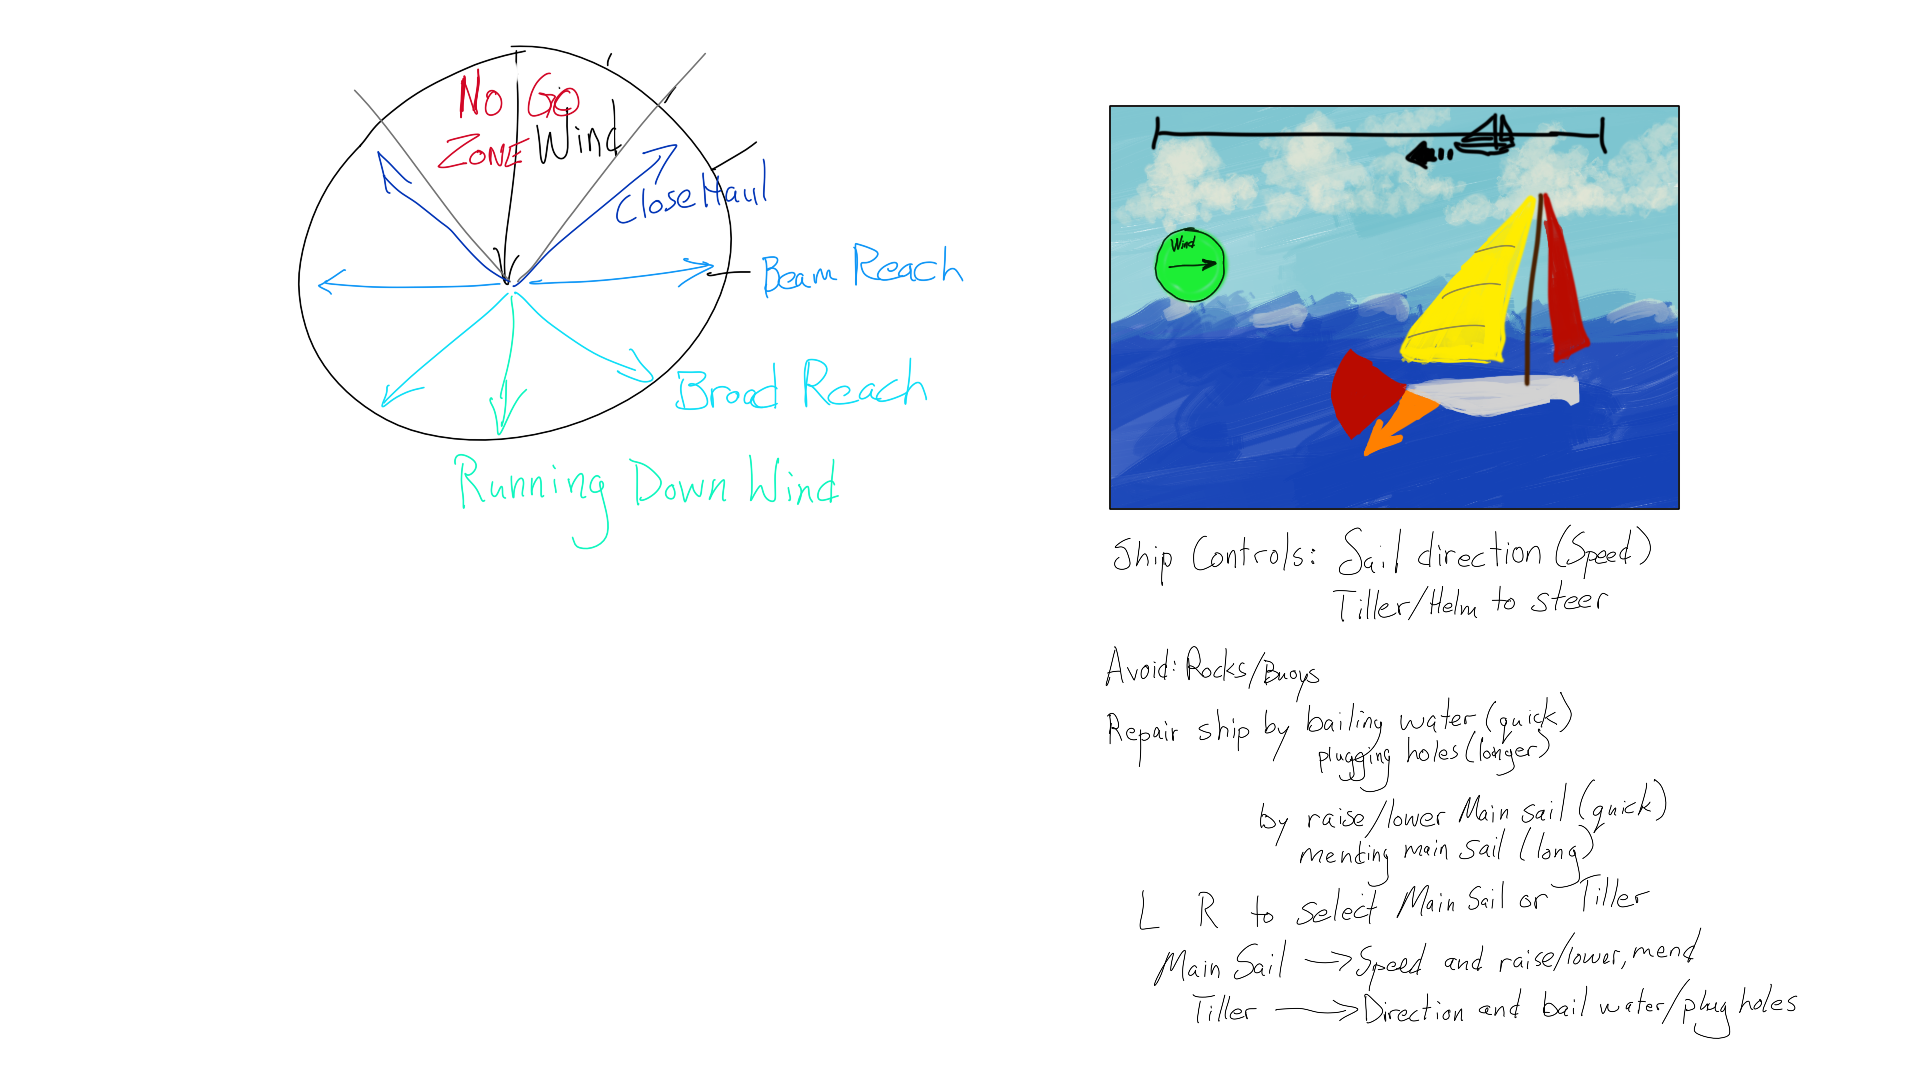 No Go
Zone Wind
Close Haul
Beam Reach
Broad Reach
Running Down Wind
Wind
Ship Controls: Sail direction (Speed)
Tiller/Helm to steer
Avoid: Rocks/Buoys
Repair ship by bailing water (quick)
plugging holes (longer)
by raise/lower Main sail (quick)
mending main sail (long)
L R to select Main Sail or Tiller
Main Sail → Speed and raise/lower, mend
Tiller → Direction and bail water/plug holes